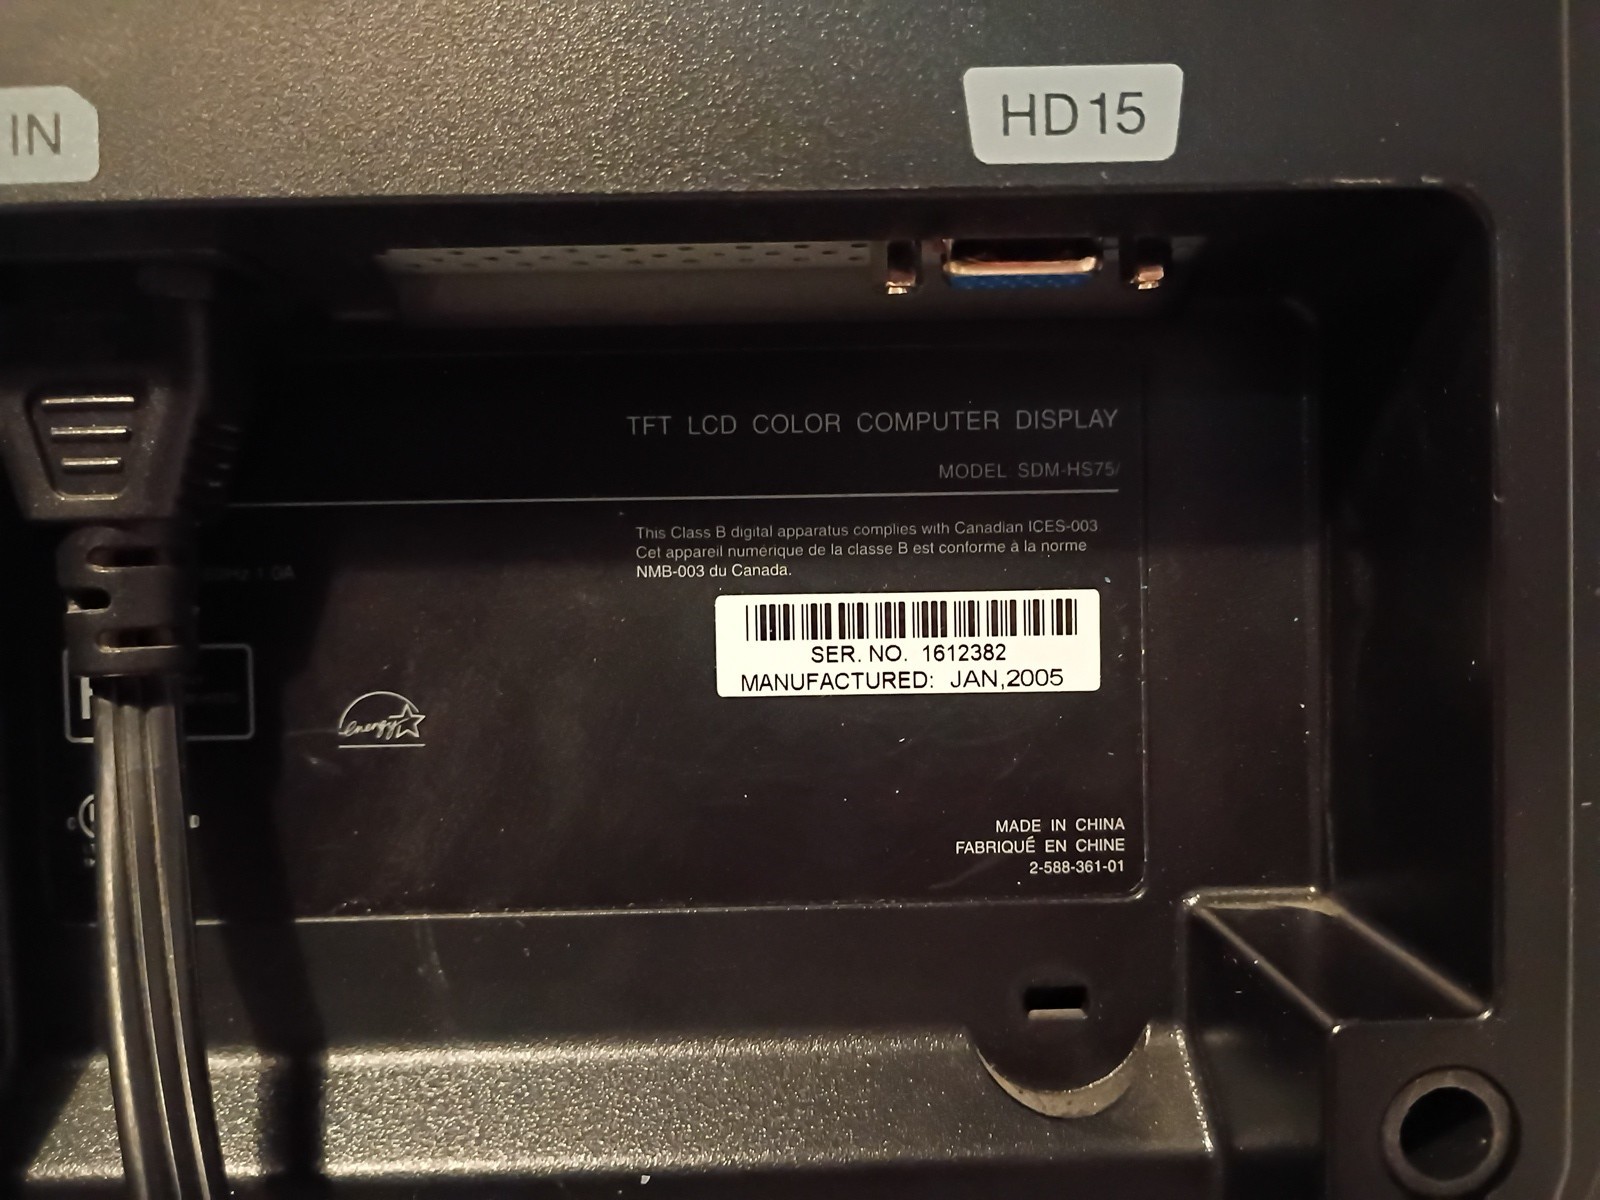 IN
HD15
TFT LCD COLOR COMPUTER DISPLAY
MODEL SDM-HS75/
This Class B digital apparatus complies with Canadian ICES-003
Cet appareil numérique de la classe B est conforme à la norme
NMB-003 du Canada.
SER. NO. 1612382
MANUFACTURED: JAN,2005
energy
MADE IN CHINA
FABRIQUÉ EN CHINE
2-588-361-01